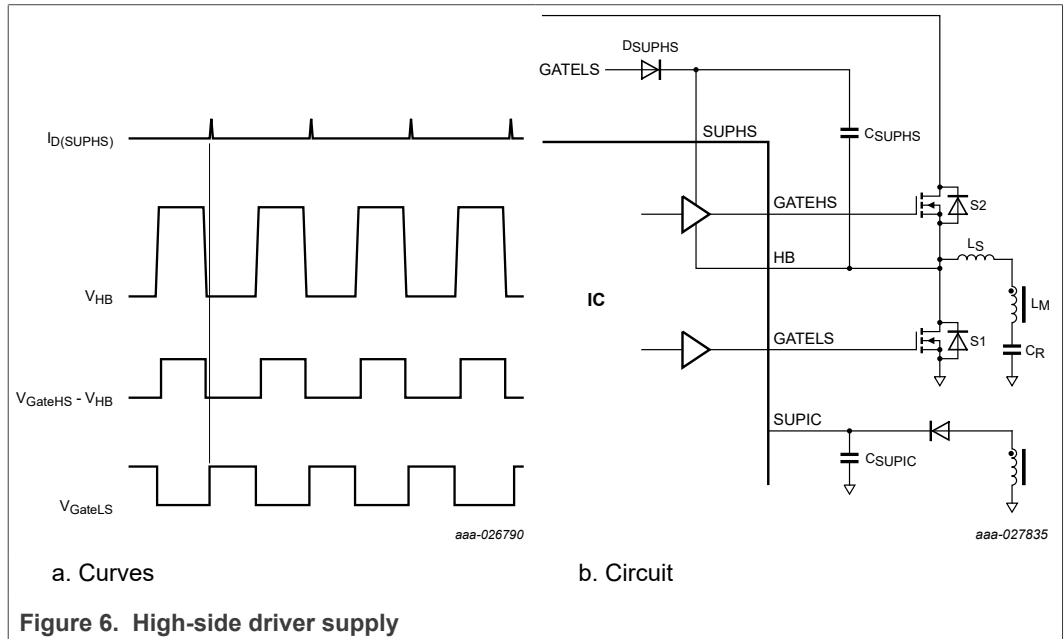 I_D(SUPHS)
V_HB
V_GateHS - V_HB
V_GateLS
aaa-026790
a. Curves
D_SUPHS
GATELS
SUPHS
C_SUPHS
GATEHS
S2
HB
L_S
IC
L_M
GATELS
S1
C_R
SUPIC
C_SUPIC
aaa-027835
b. Circuit
Figure 6. High-side driver supply